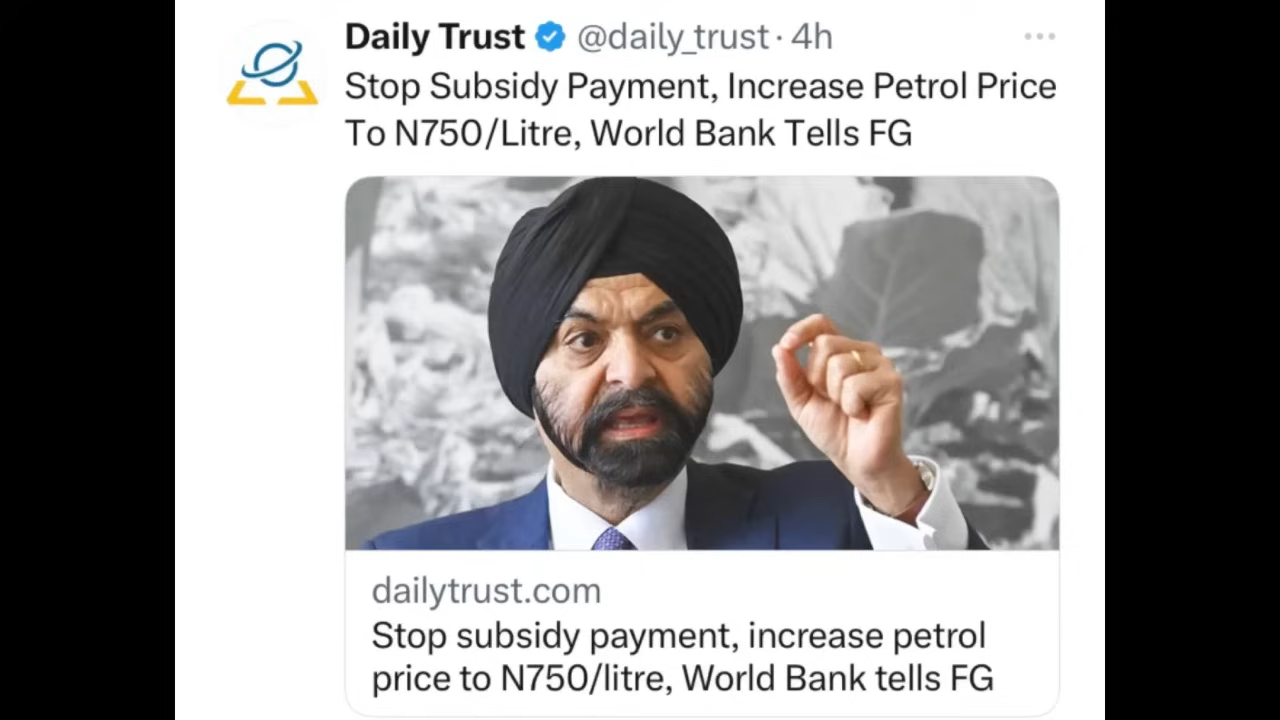 Daily Trust @daily_trust · 4h
Stop Subsidy Payment, Increase Petrol Price
To N750/Litre, World Bank Tells FG
dailytrust.com
Stop subsidy payment, increase petrol
price to N750/litre, World Bank tells FG